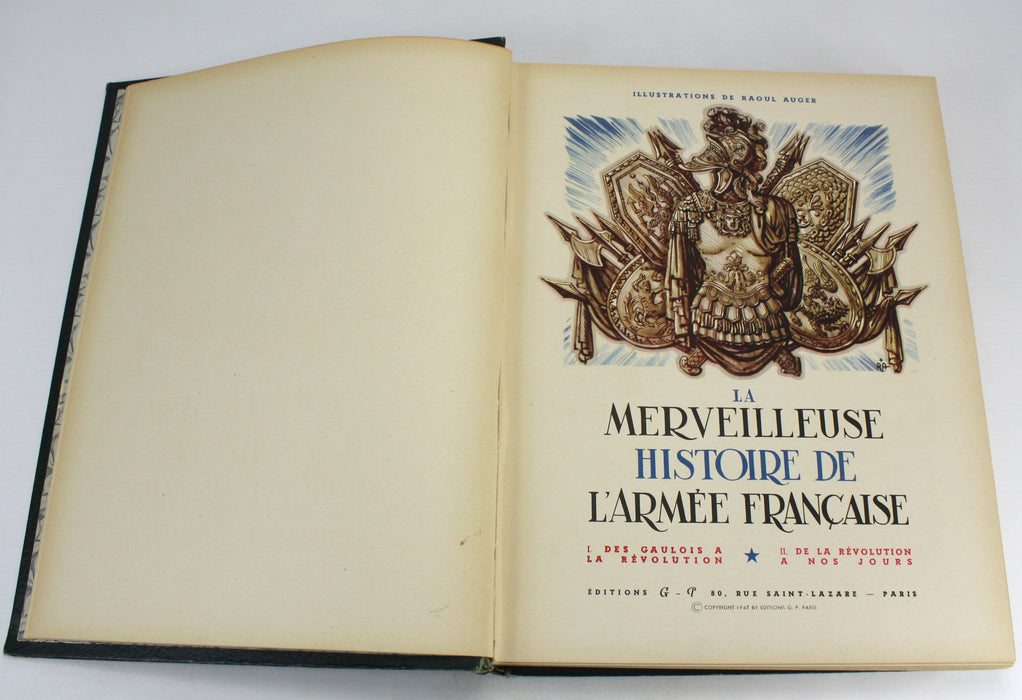 ILLUSTRATIONS DE RAOUL AUGER
RA
LA
MERVEILLEUSE
HISTOIRE DE
L'ARMÉE FRANÇAISE
I. DES GAULOIS A
LA RÉVOLUTION
★
II. DE LA RÉVOLUTION
A NOS JOURS
ÉDITIONS G – P 80, RUE SAINT-LAZARE — PARIS
© COPYRIGHT 1947 BY EDITIONS G. P. PARIS